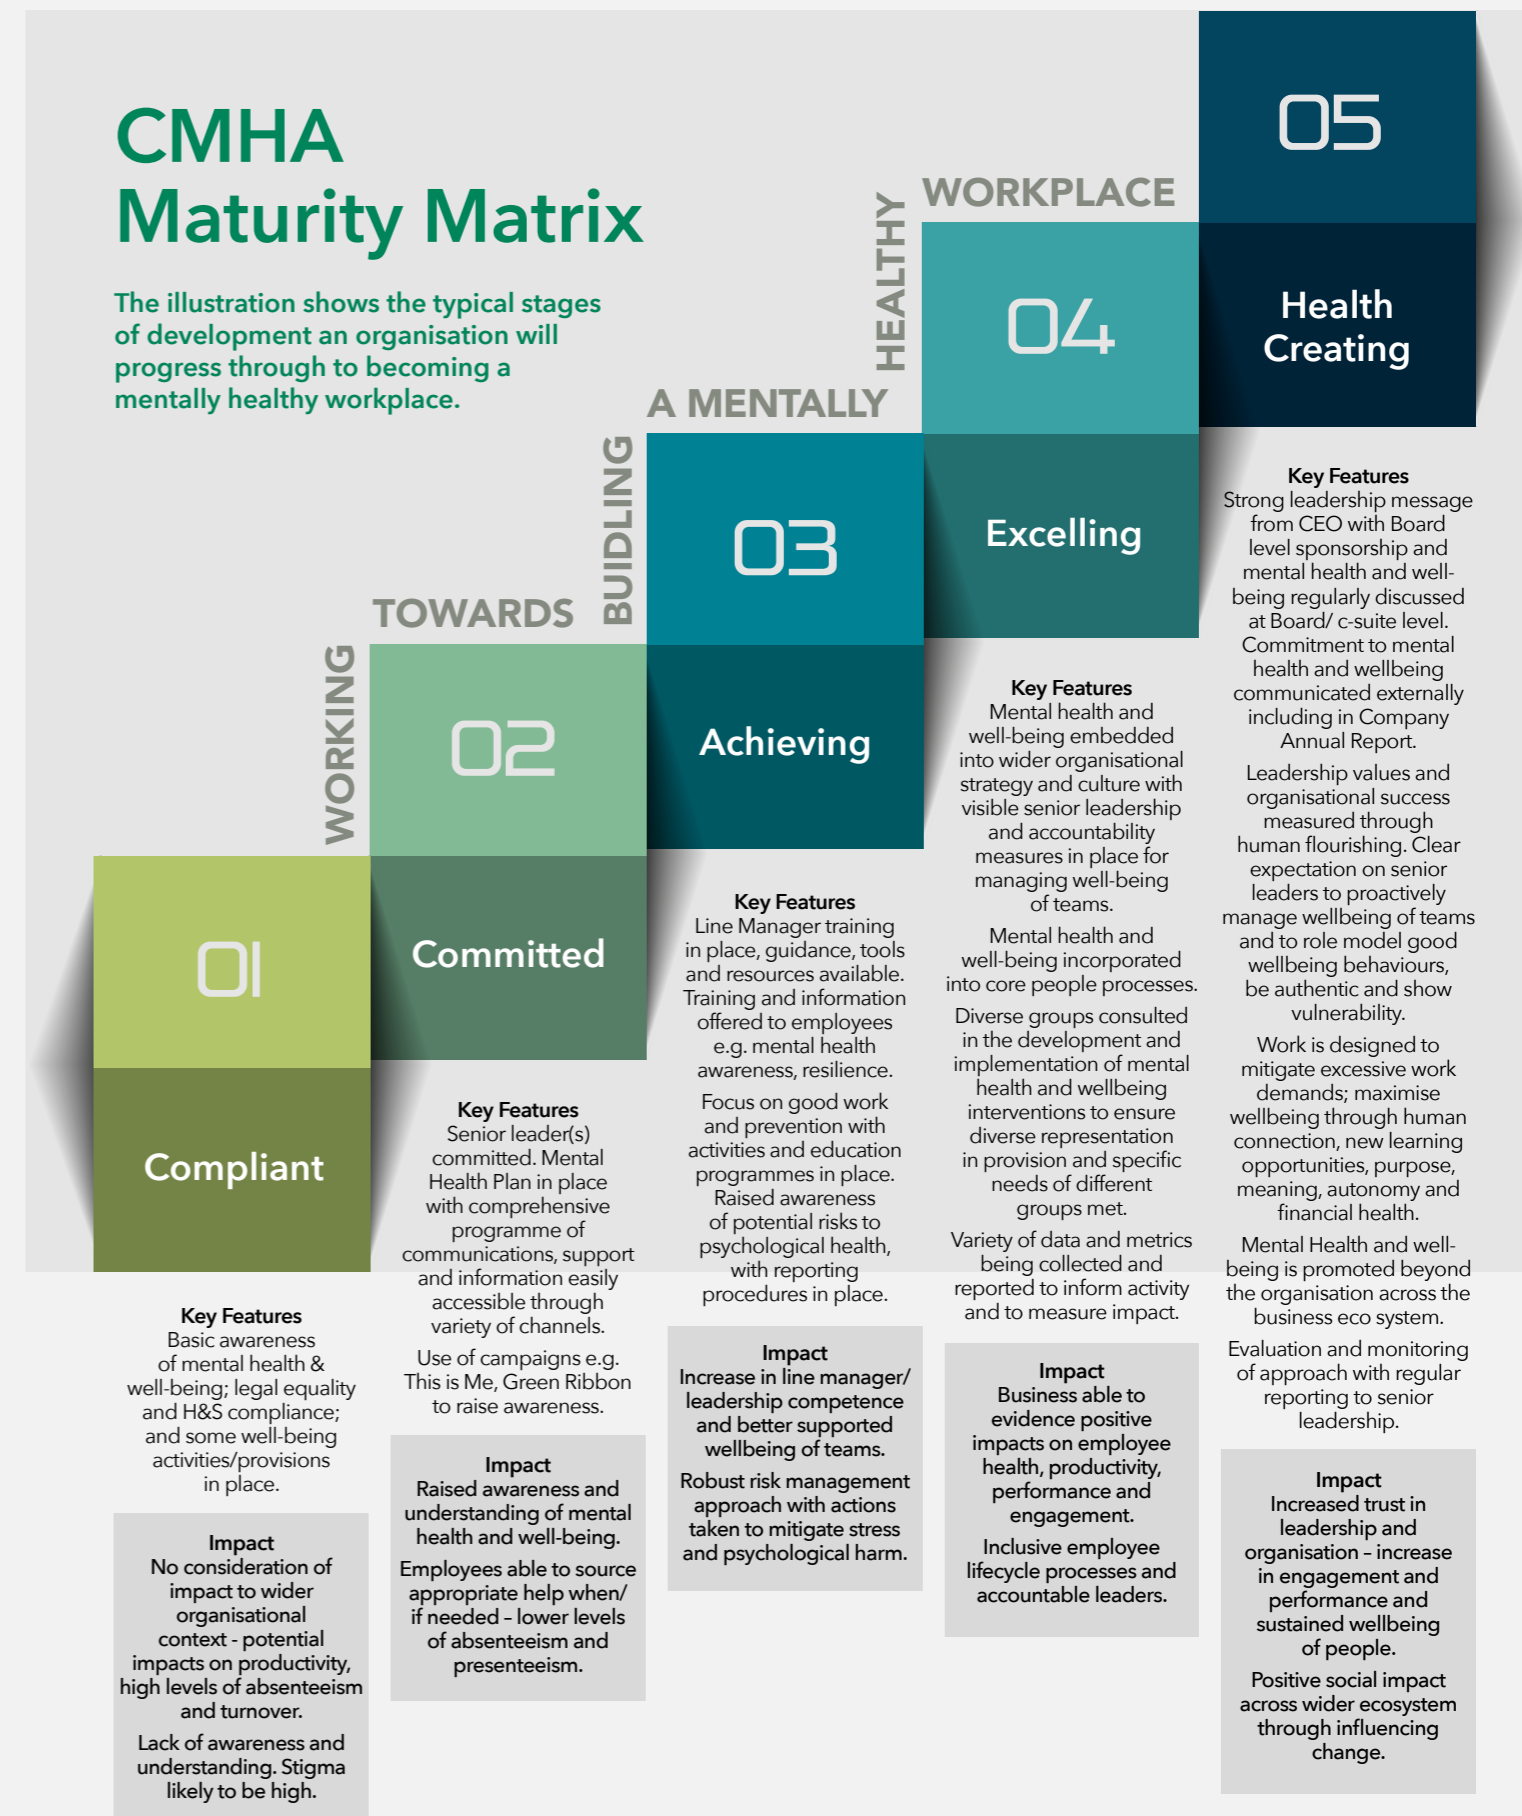 CMHA
Maturity Matrix
The illustration shows the typical stages
of development an organisation will
progress through to becoming a
mentally healthy workplace.
WORKING
TOWARDS
BUIDLING
A MENTALLY
HEALTHY
WORKPLACE
01
Compliant
Key Features
Basic awareness
of mental health &
well-being; legal equality
and H&S compliance;
and some well-being
activities/provisions
in place.
Impact
No consideration of
impact to wider
organisational
context - potential
impacts on productivity,
high levels of absenteeism
and turnover.
Lack of awareness and
understanding. Stigma
likely to be high.
02
Committed
Key Features
Senior leader(s)
committed. Mental
Health Plan in place
with comprehensive
programme of
communications, support
and information easily
accessible through
variety of channels.
Use of campaigns e.g.
This is Me, Green Ribbon
to raise awareness.
Impact
Raised awareness and
understanding of mental
health and well-being.
Employees able to source
appropriate help when/
if needed – lower levels
of absenteeism and
presenteeism.
03
Achieving
Key Features
Line Manager training
in place, guidance, tools
and resources available.
Training and information
offered to employees
e.g. mental health
awareness, resilience.
Focus on good work
and prevention with
activities and education
programmes in place.
Raised awareness
of potential risks to
psychological health,
with reporting
procedures in place.
Impact
Increase in line manager/
leadership competence
and better supported
wellbeing of teams.
Robust risk management
approach with actions
taken to mitigate stress
and psychological harm.
04
Excelling
Key Features
Mental health and
well-being embedded
into wider organisational
strategy and culture with
visible senior leadership
and accountability
measures in place for
managing well-being
of teams.
Mental health and
well-being incorporated
into core people processes.
Diverse groups consulted
in the development and
implementation of mental
health and wellbeing
interventions to ensure
diverse representation
in provision and specific
needs of different
groups met.
Variety of data and metrics
being collected and
reported to inform activity
and to measure impact.
Impact
Business able to
evidence positive
impacts on employee
health, productivity,
performance and
engagement.
Inclusive employee
lifecycle processes and
accountable leaders.
05
Health
Creating
Key Features
Strong leadership message
from CEO with Board
level sponsorship and
mental health and well-
being regularly discussed
at Board/ c-suite level.
Commitment to mental
health and wellbeing
communicated externally
including in Company
Annual Report.
Leadership values and
organisational success
measured through
human flourishing. Clear
expectation on senior
leaders to proactively
manage wellbeing of teams
and to role model good
wellbeing behaviours,
be authentic and show
vulnerability.
Work is designed to
mitigate excessive work
demands; maximise
wellbeing through human
connection, new learning
opportunities, purpose,
meaning, autonomy and
financial health.
Mental Health and well-
being is promoted beyond
the organisation across the
business eco system.
Evaluation and monitoring
of approach with regular
reporting to senior
leadership.
Impact
Increased trust in
leadership and
organisation – increase
in engagement and
performance and
sustained wellbeing
of people.
Positive social impact
across wider ecosystem
through influencing
change.